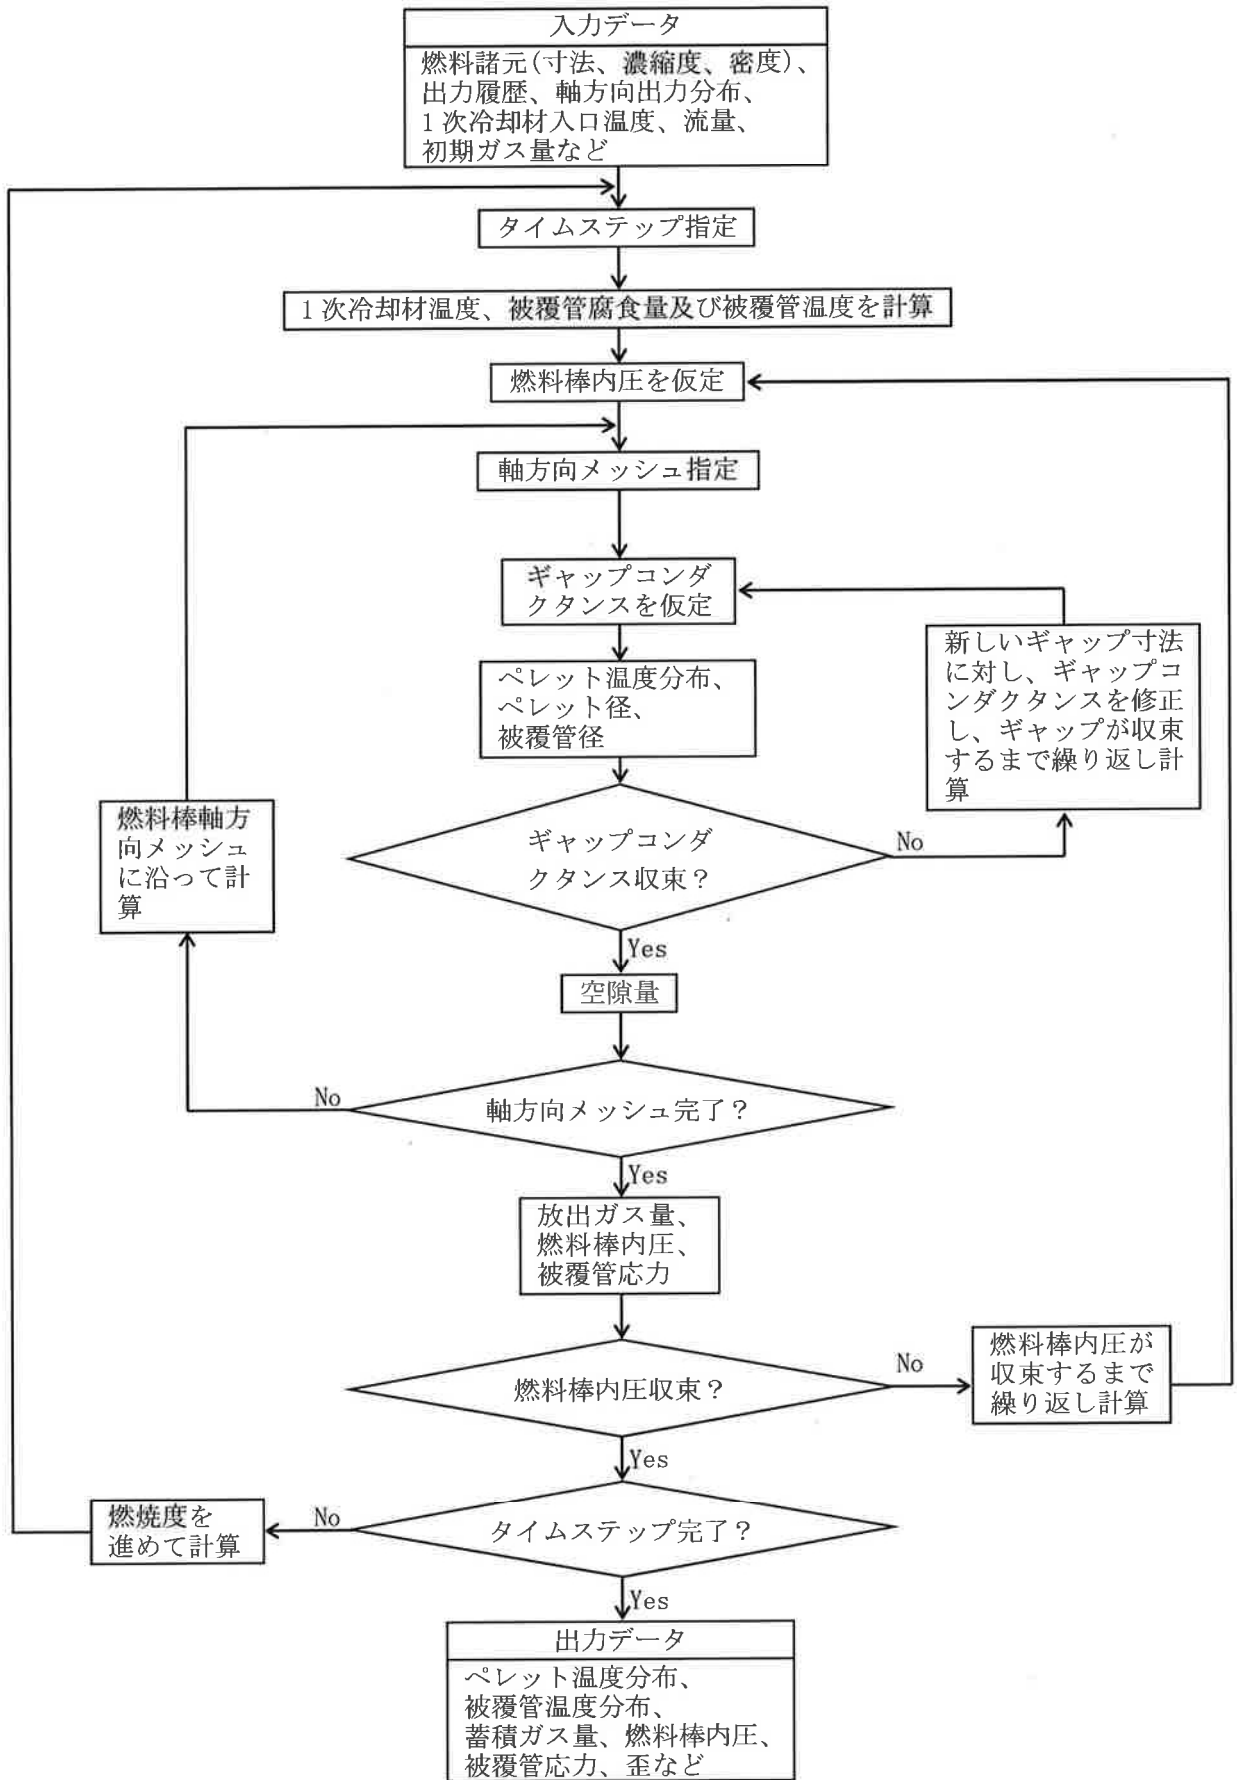 入力データ
燃料諸元(寸法、濃縮度、密度)、
出力履歴、軸方向出力分布、
1次冷却材入口温度、流量、
初期ガス量など
タイムステップ指定
1次冷却材温度、被覆管腐食量及び被覆管温度を計算
燃料棒内圧を仮定
軸方向メッシュ指定
ギャップコンダ
クタンスを仮定
ペレット温度分布、
ペレット径、
被覆管径
新しいギャップ寸法
に対し、ギャップコ
ンダクタンスを修正
し、ギャップが収束
するまで繰り返し計
算
燃料棒軸方
向メッシュ
に沿って計
算
ギャップコンダ
クタンス収束?
No
Yes
空隙量
軸方向メッシュ完了?
No
Yes
放出ガス量、
燃料棒内圧、
被覆管応力
燃料棒内圧収束?
No
燃料棒内圧が
収束するまで
繰り返し計算
Yes
タイムステップ完了?
No
燃焼度を
進めて計算
Yes
出力データ
ペレット温度分布、
被覆管温度分布、
蓄積ガス量、燃料棒内圧、
被覆管応力、歪など